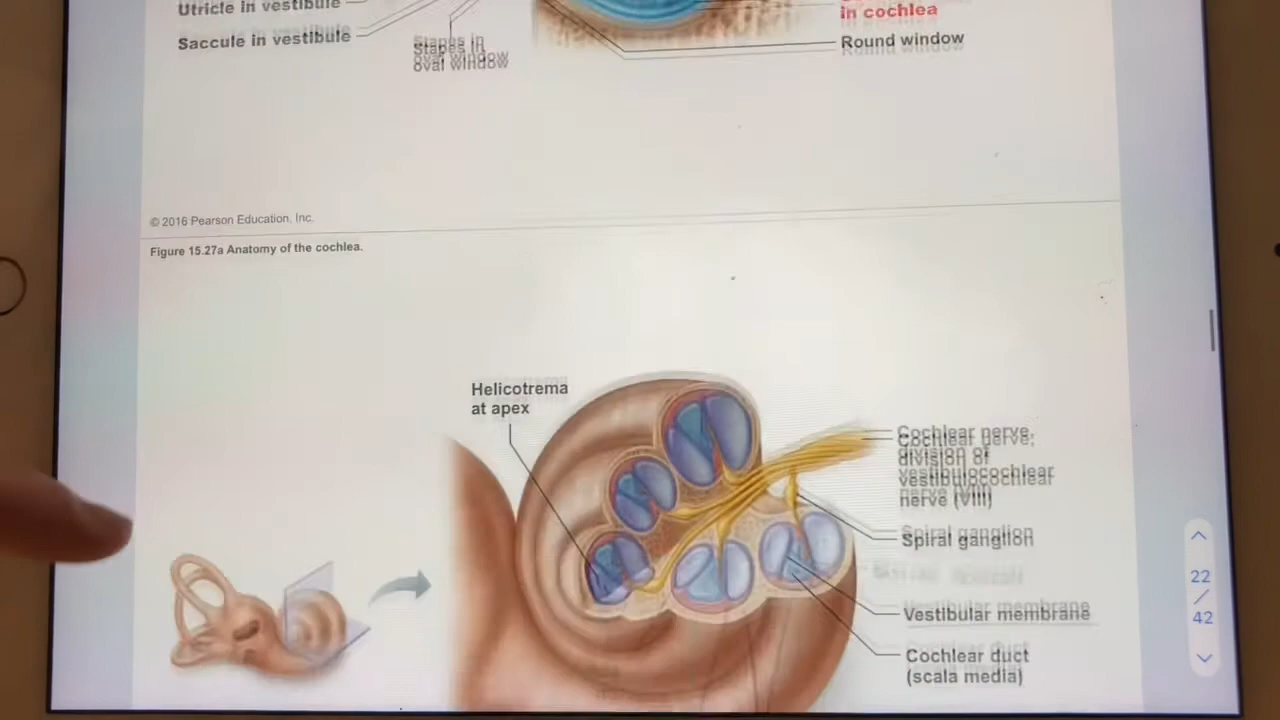 Utricle in vestibule
in cochlea
Saccule in vestibule
Stapes in
oval window
Round window
© 2016 Pearson Education, Inc.
Figure 15.27a Anatomy of the cochlea.
Helicotrema
at apex
Cochlear nerve,
division of
vestibulocochlear
nerve (VIII)
Spiral ganglion
Vestibular membrane
Cochlear duct
(scala media)
22
/
42